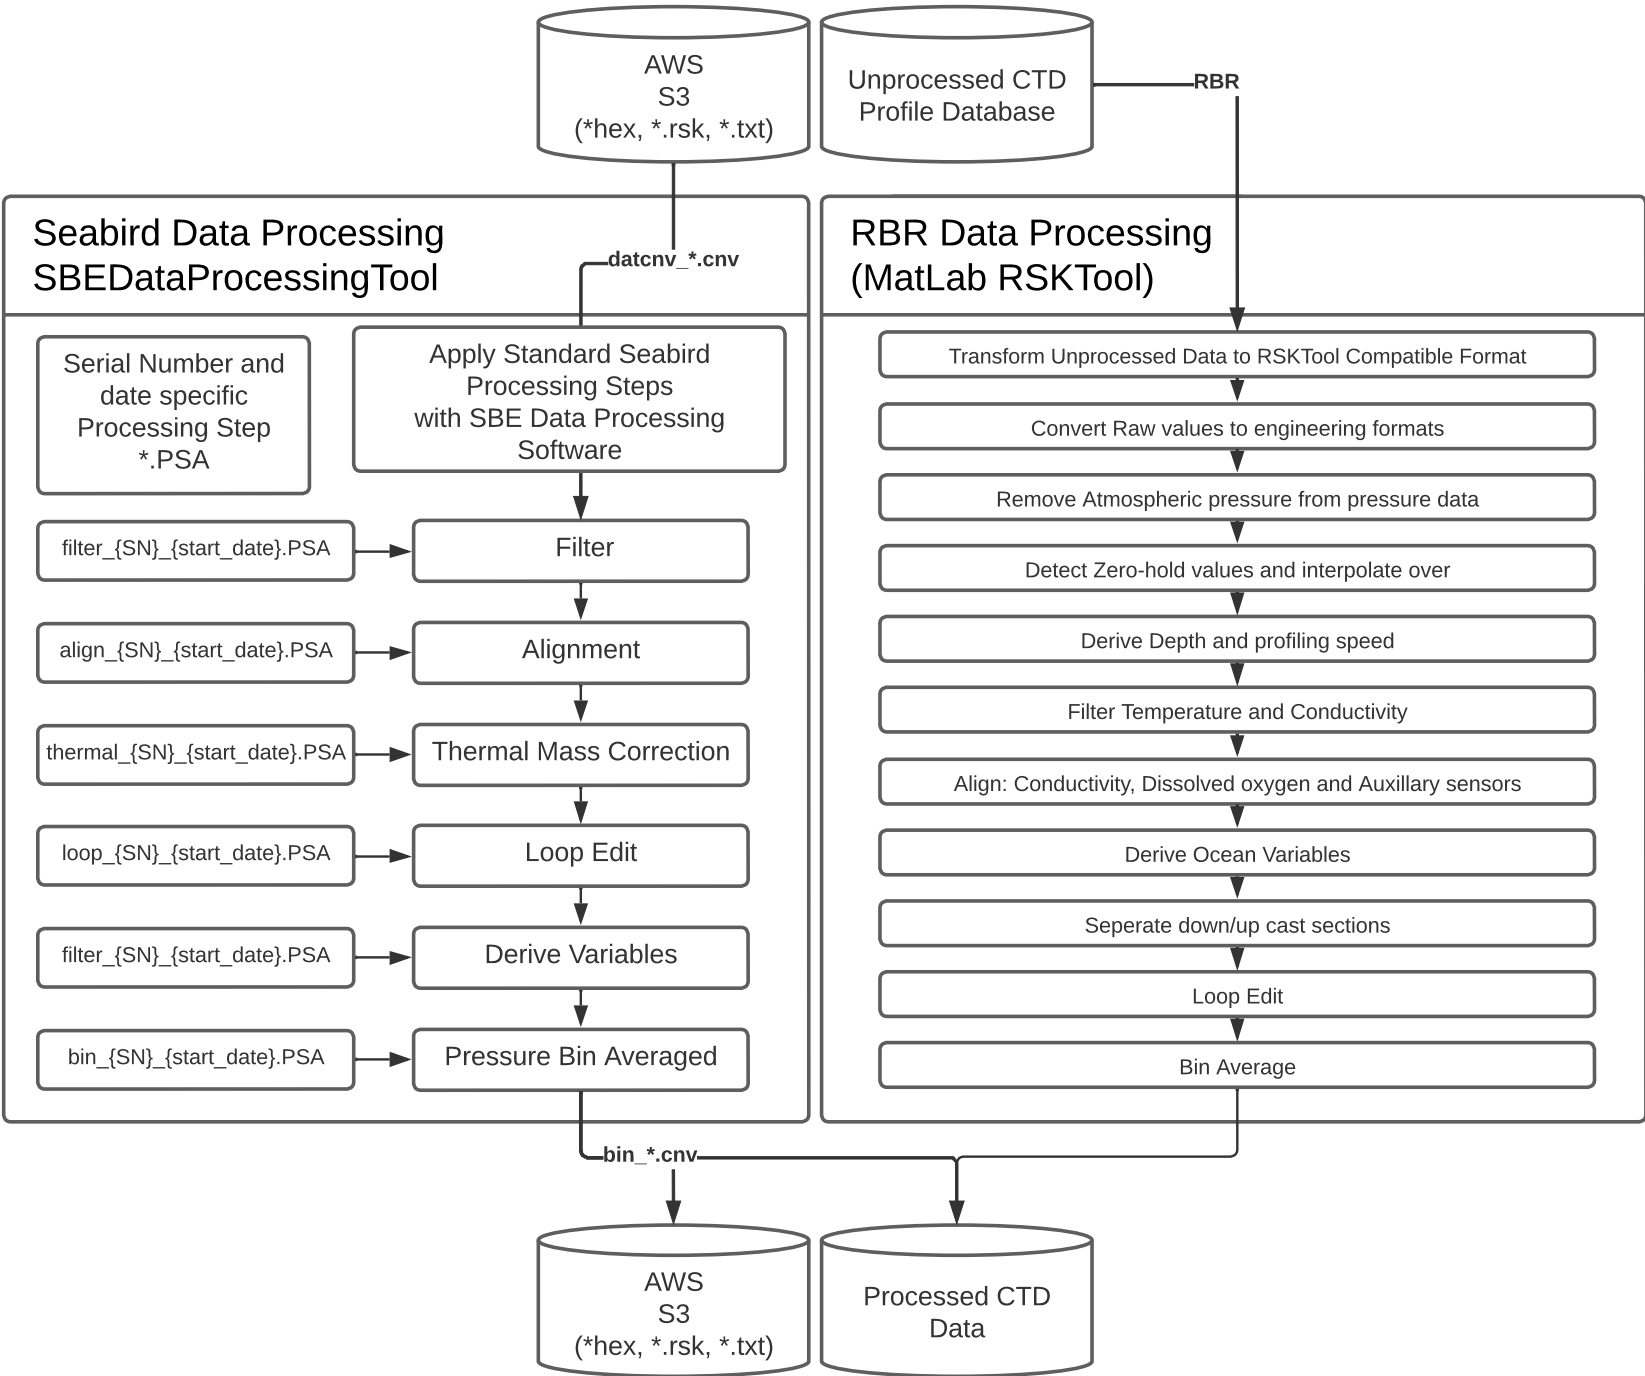 AWS
S3
(*hex, *.rsk, *.txt)
Unprocessed CTD
Profile Database
RBR
Seabird Data Processing
SBEDataProcessingTool
datcnv_*.cnv
Serial Number and
date specific
Processing Step
*.PSA
Apply Standard Seabird
Processing Steps
with SBE Data Processing
Software
filter_{SN}_{start_date}.PSA
Filter
align_{SN}_{start_date}.PSA
Alignment
thermal_{SN}_{start_date}.PSA
Thermal Mass Correction
loop_{SN}_{start_date}.PSA
Loop Edit
filter_{SN}_{start_date}.PSA
Derive Variables
bin_{SN}_{start_date}.PSA
Pressure Bin Averaged
RBR Data Processing
(MatLab RSKTool)
Transform Unprocessed Data to RSKTool Compatible Format
Convert Raw values to engineering formats
Remove Atmospheric pressure from pressure data
Detect Zero-hold values and interpolate over
Derive Depth and profiling speed
Filter Temperature and Conductivity
Align: Conductivity, Dissolved oxygen and Auxillary sensors
Derive Ocean Variables
Seperate down/up cast sections
Loop Edit
Bin Average
bin_*.cnv
AWS
S3
(*hex, *.rsk, *.txt)
Processed CTD
Data